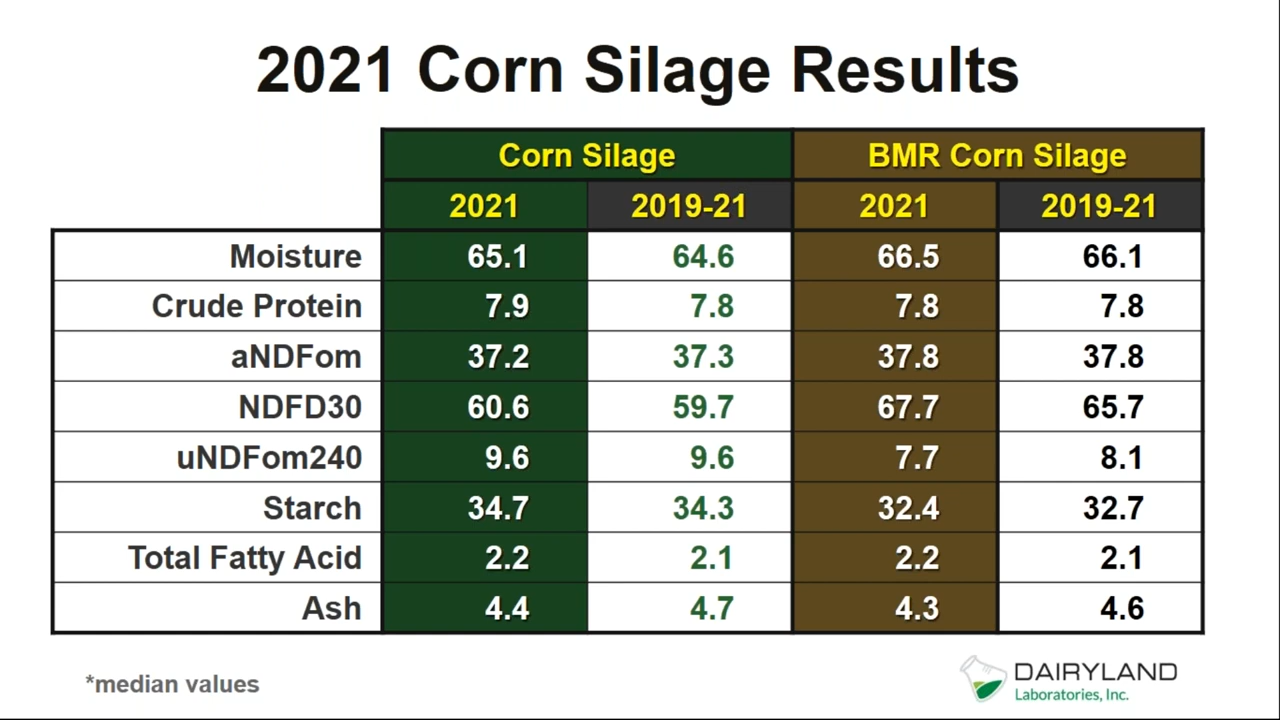 2021 Corn Silage Results
Corn Silage BMR Corn Silage
2021 2019-21 2021 2019-21
Moisture 65.1 64.6 66.5 66.1
Crude Protein 7.9 7.8 7.8 7.8
aNDFom 37.2 37.3 37.8 37.8
NDFD30 60.6 59.7 67.7 65.7
uNDFom240 9.6 9.6 7.7 8.1
Starch 34.7 34.3 32.4 32.7
Total Fatty Acid 2.2 2.1 2.2 2.1
Ash 4.4 4.7 4.3 4.6
*median values
DAIRYLAND
Laboratories, Inc.